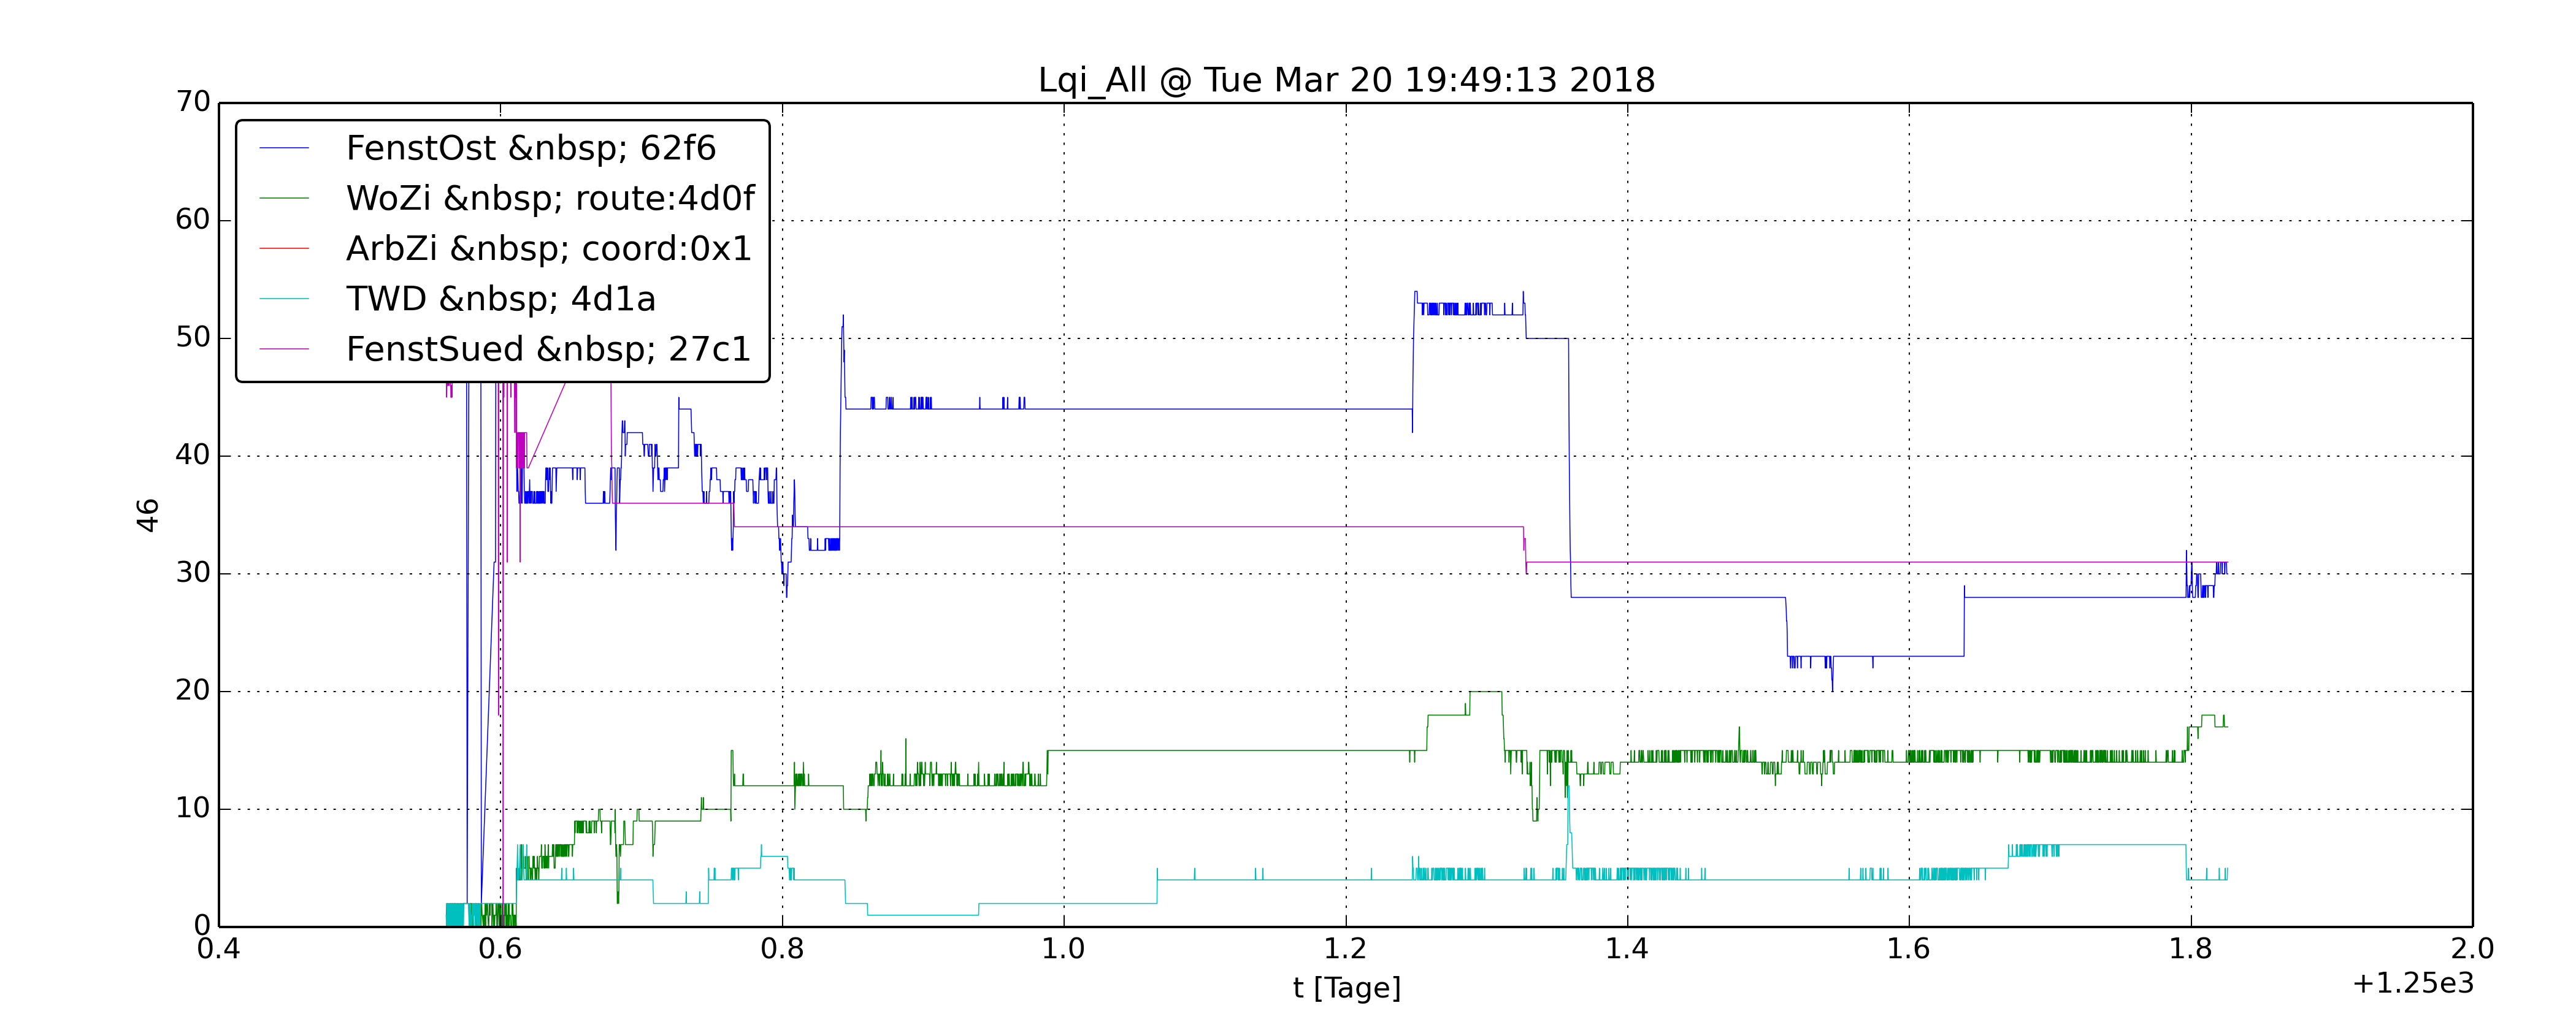 Lqi_All @ Tue Mar 20 19:49:13 2018
70
60
50
40
30
20
10
0
46
FenstOst &nbsp; 62f6
WoZi &nbsp; route:4d0f
ArbZi &nbsp; coord:0x1
TWD &nbsp; 4d1a
FenstSued &nbsp; 27c1
0.4 0.6 0.8 1.0 1.2 1.4 1.6 1.8 2.0
t [Tage]
+1.25e3